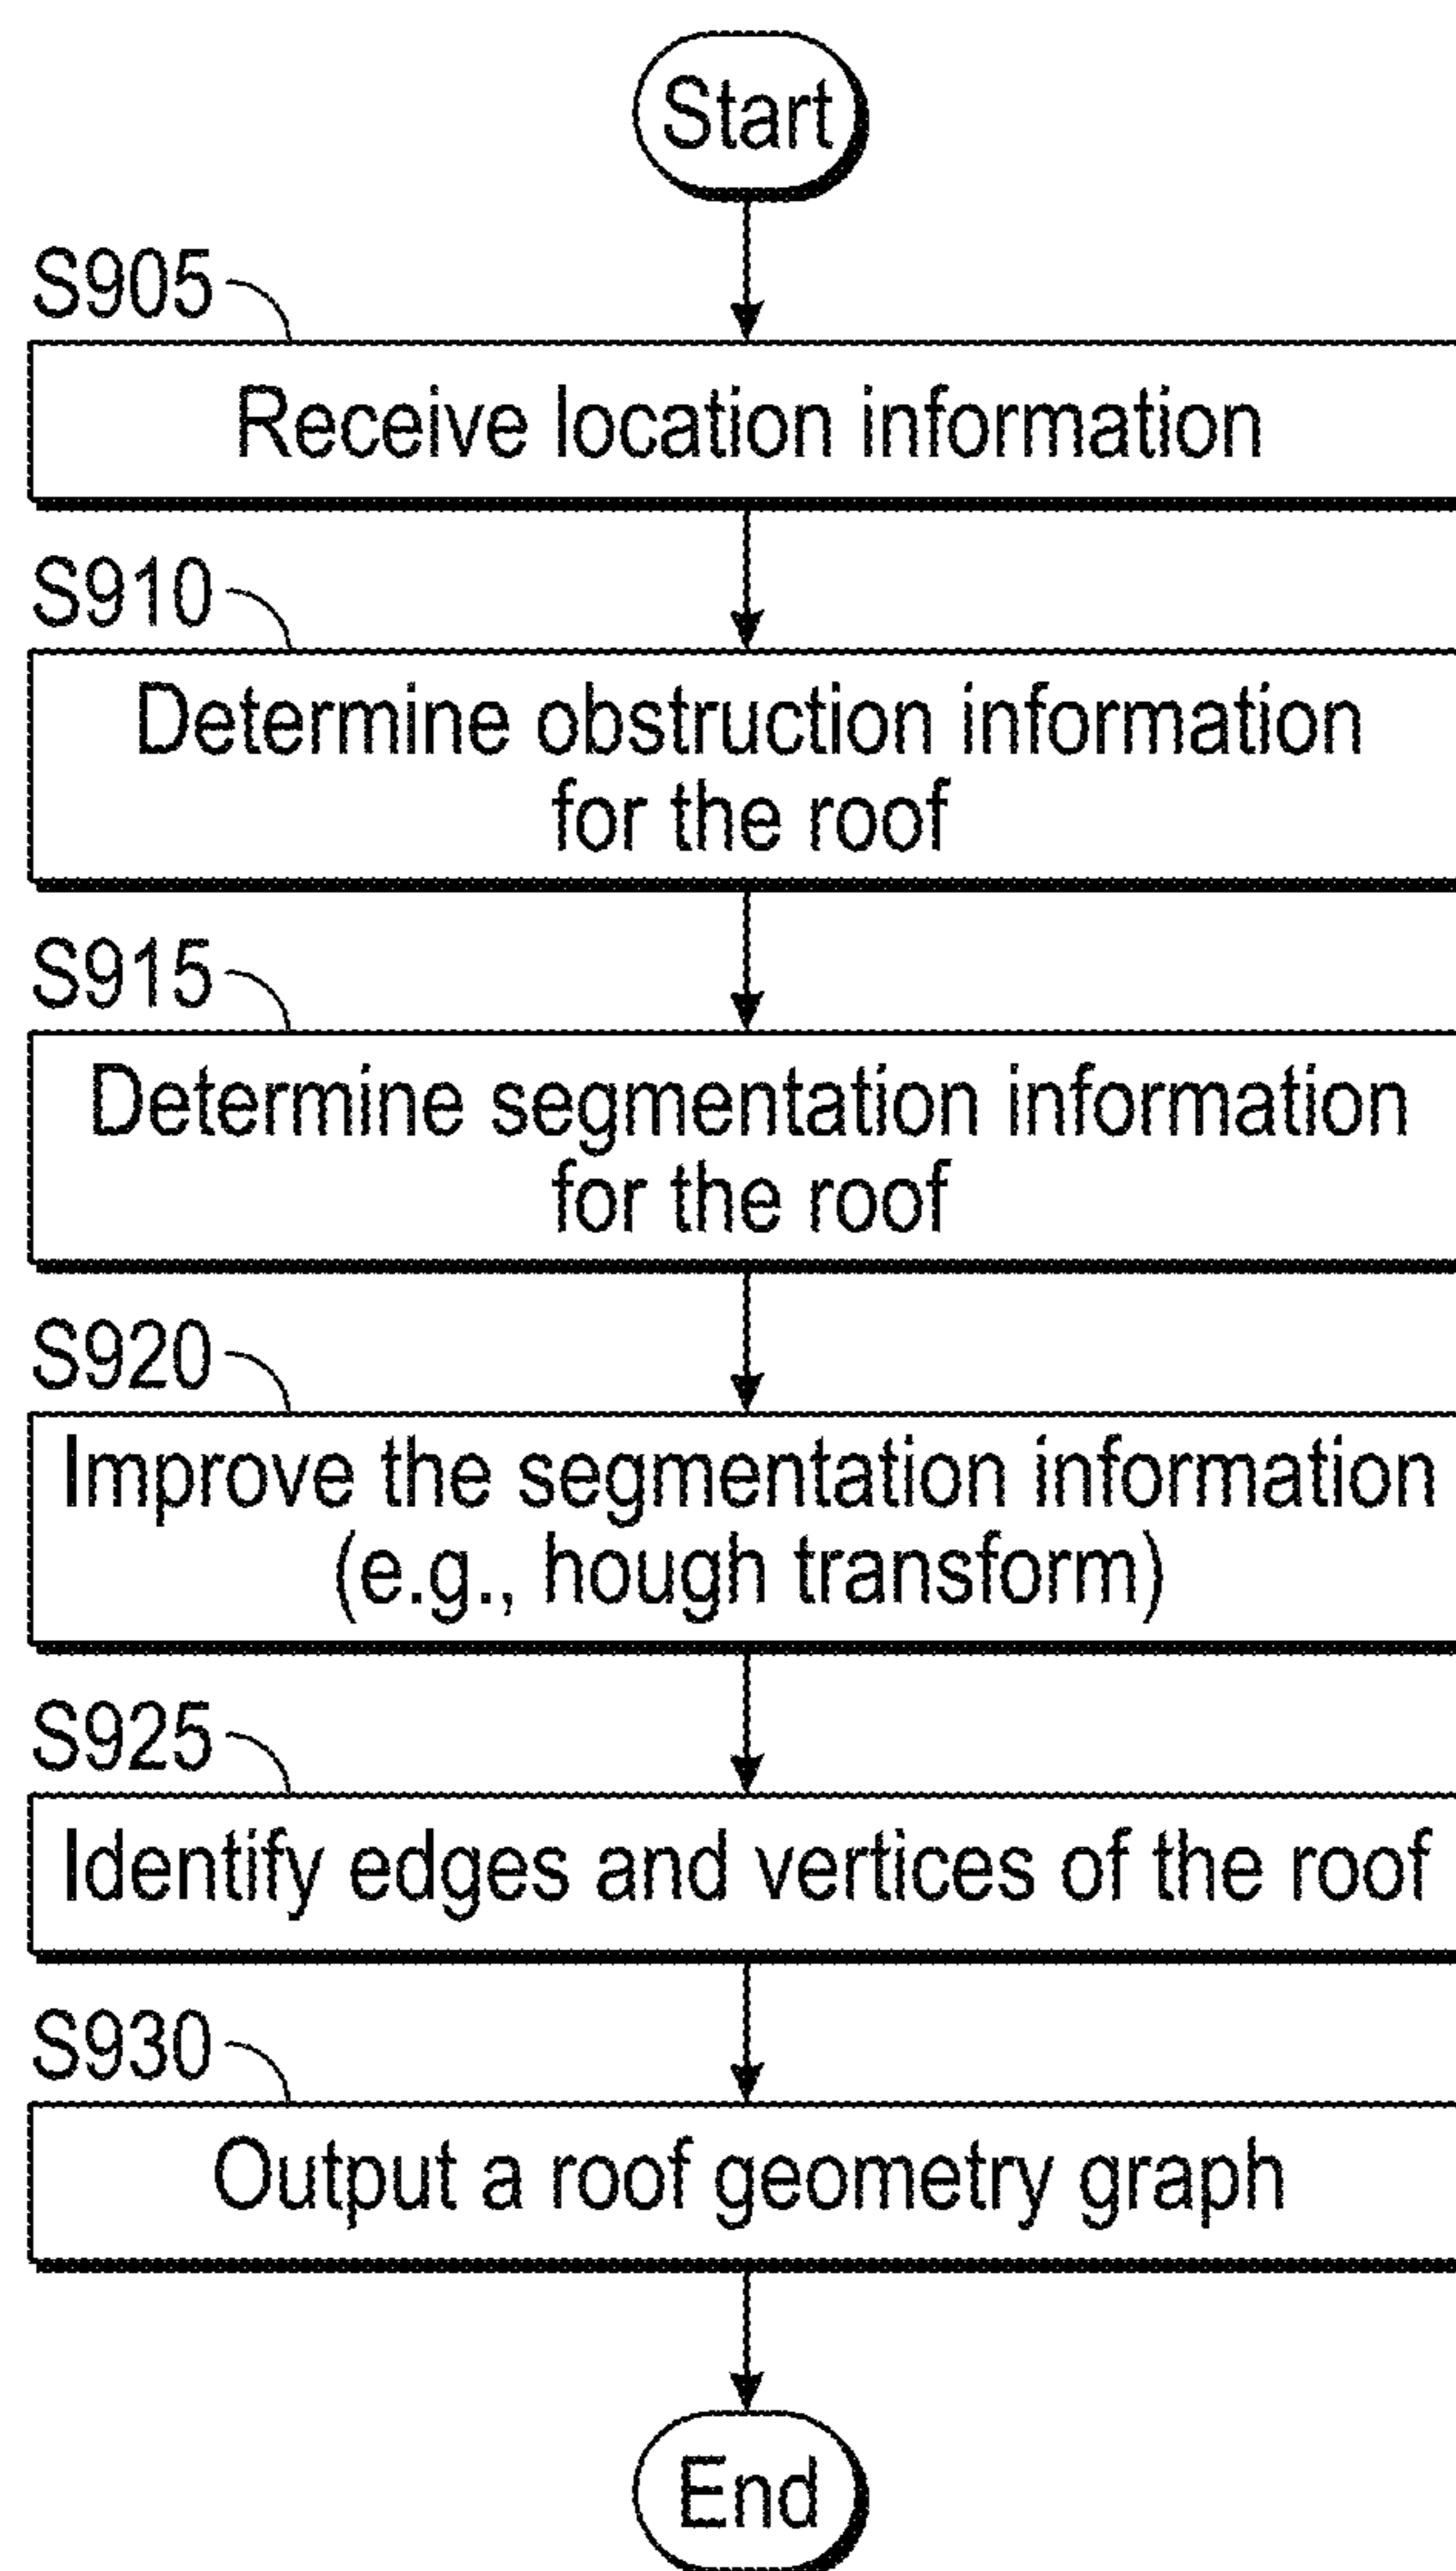 Start
S905
Receive location information
S910
Determine obstruction information
for the roof
S915
Determine segmentation information
for the roof
S920
Improve the segmentation information
(e.g., hough transform)
S925
Identify edges and vertices of the roof
S930
Output a roof geometry graph
End